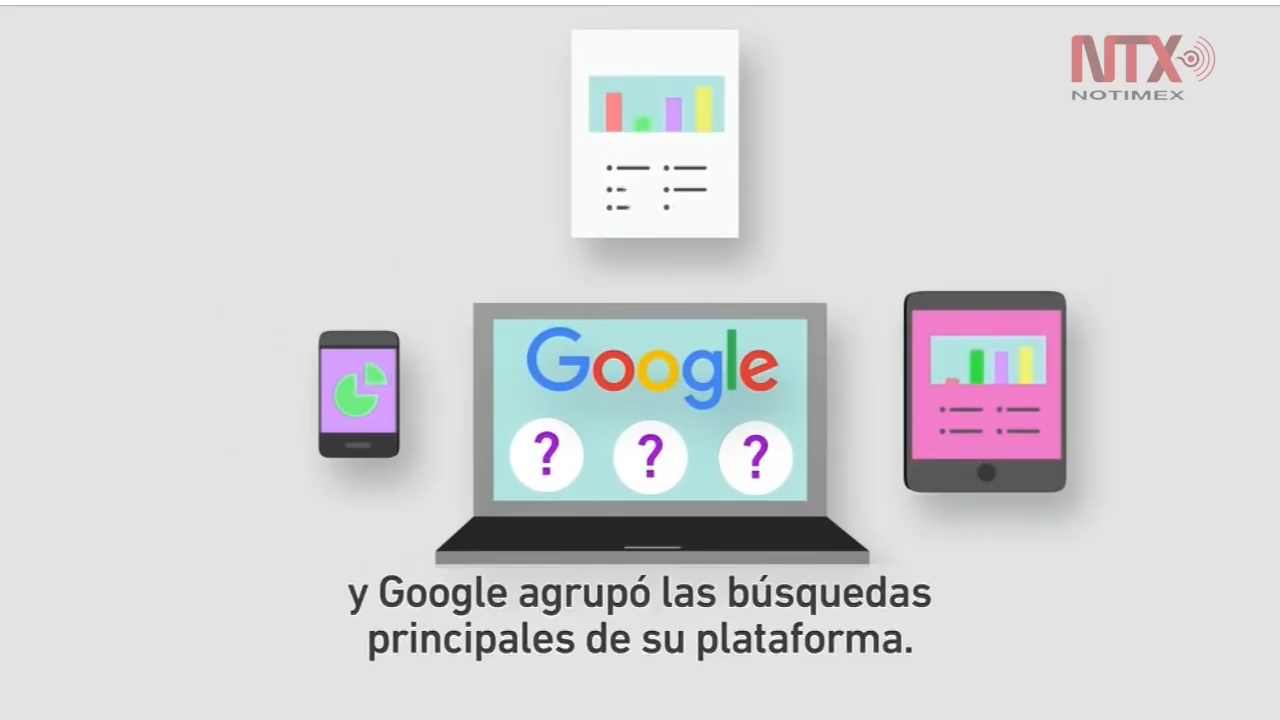 NTX
NOTIMEX
Google
? ? ?
y Google agrupó las búsquedas
principales de su plataforma.